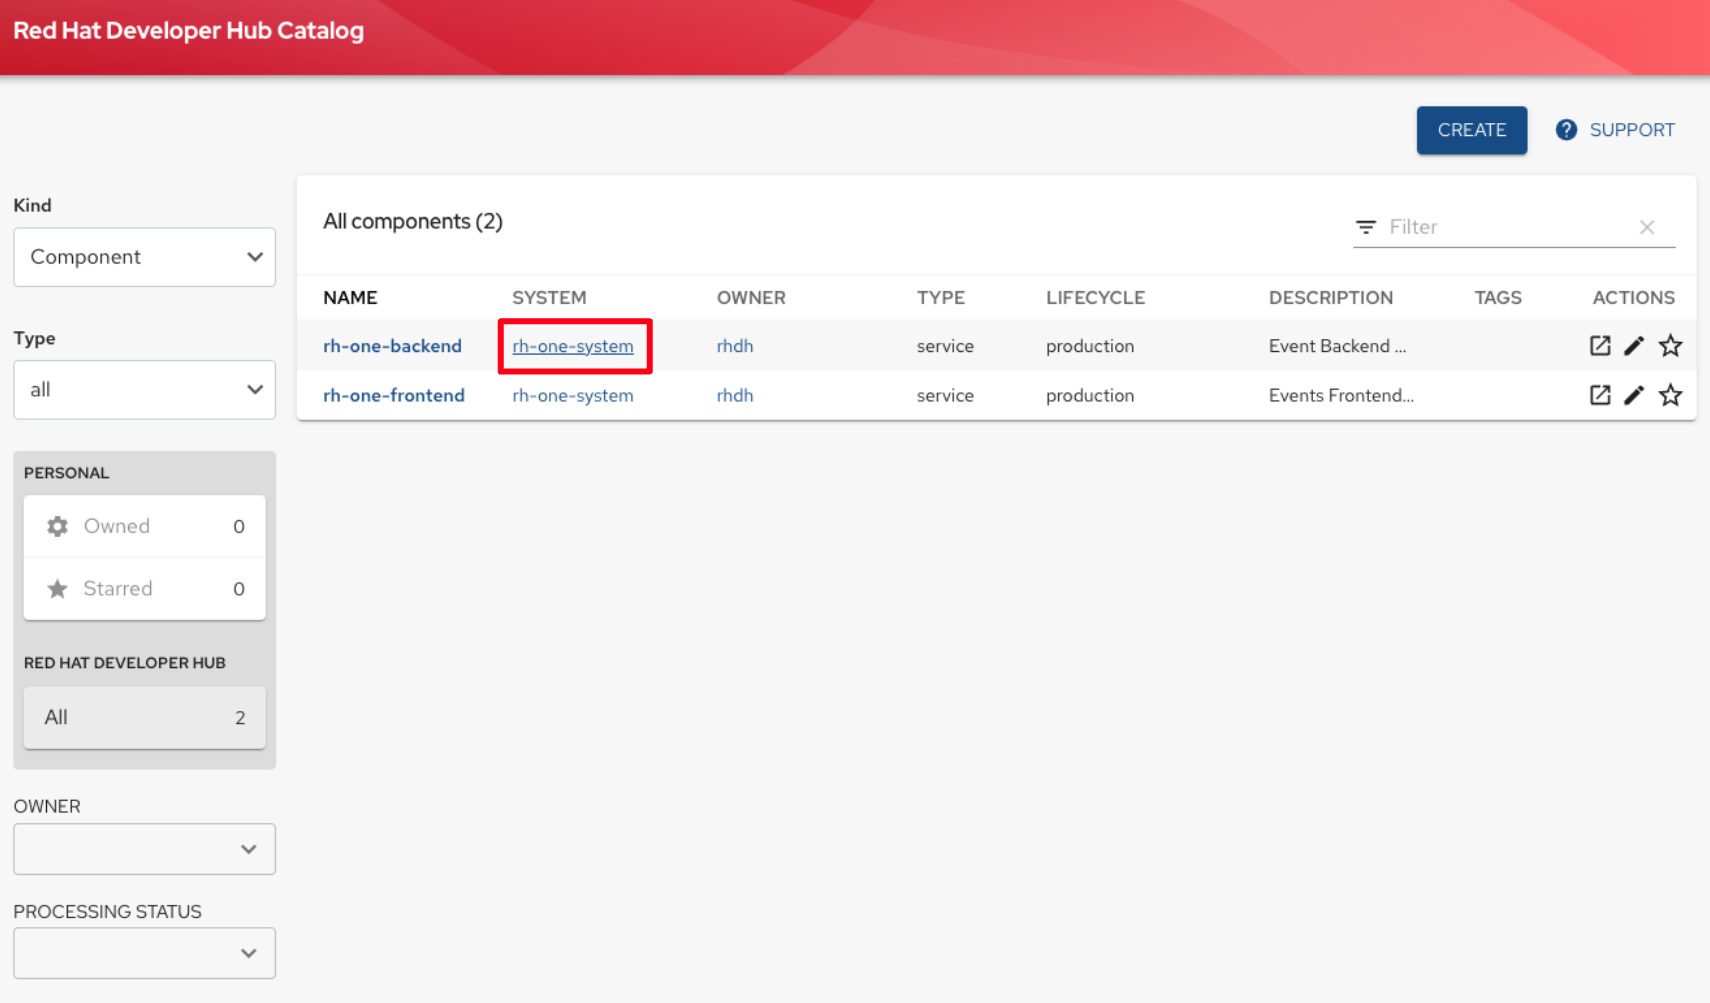 Red Hat Developer Hub Catalog
CREATE
? SUPPORT
Kind
Component
Type
all
PERSONAL
Owned 0
Starred 0
RED HAT DEVELOPER HUB
All 2
OWNER
PROCESSING STATUS
All components (2)
Filter
NAME SYSTEM OWNER TYPE LIFECYCLE DESCRIPTION TAGS ACTIONS
rh-one-backend rh-one-system rhdh service production Event Backend ...
rh-one-frontend rh-one-system rhdh service production Events Frontend...